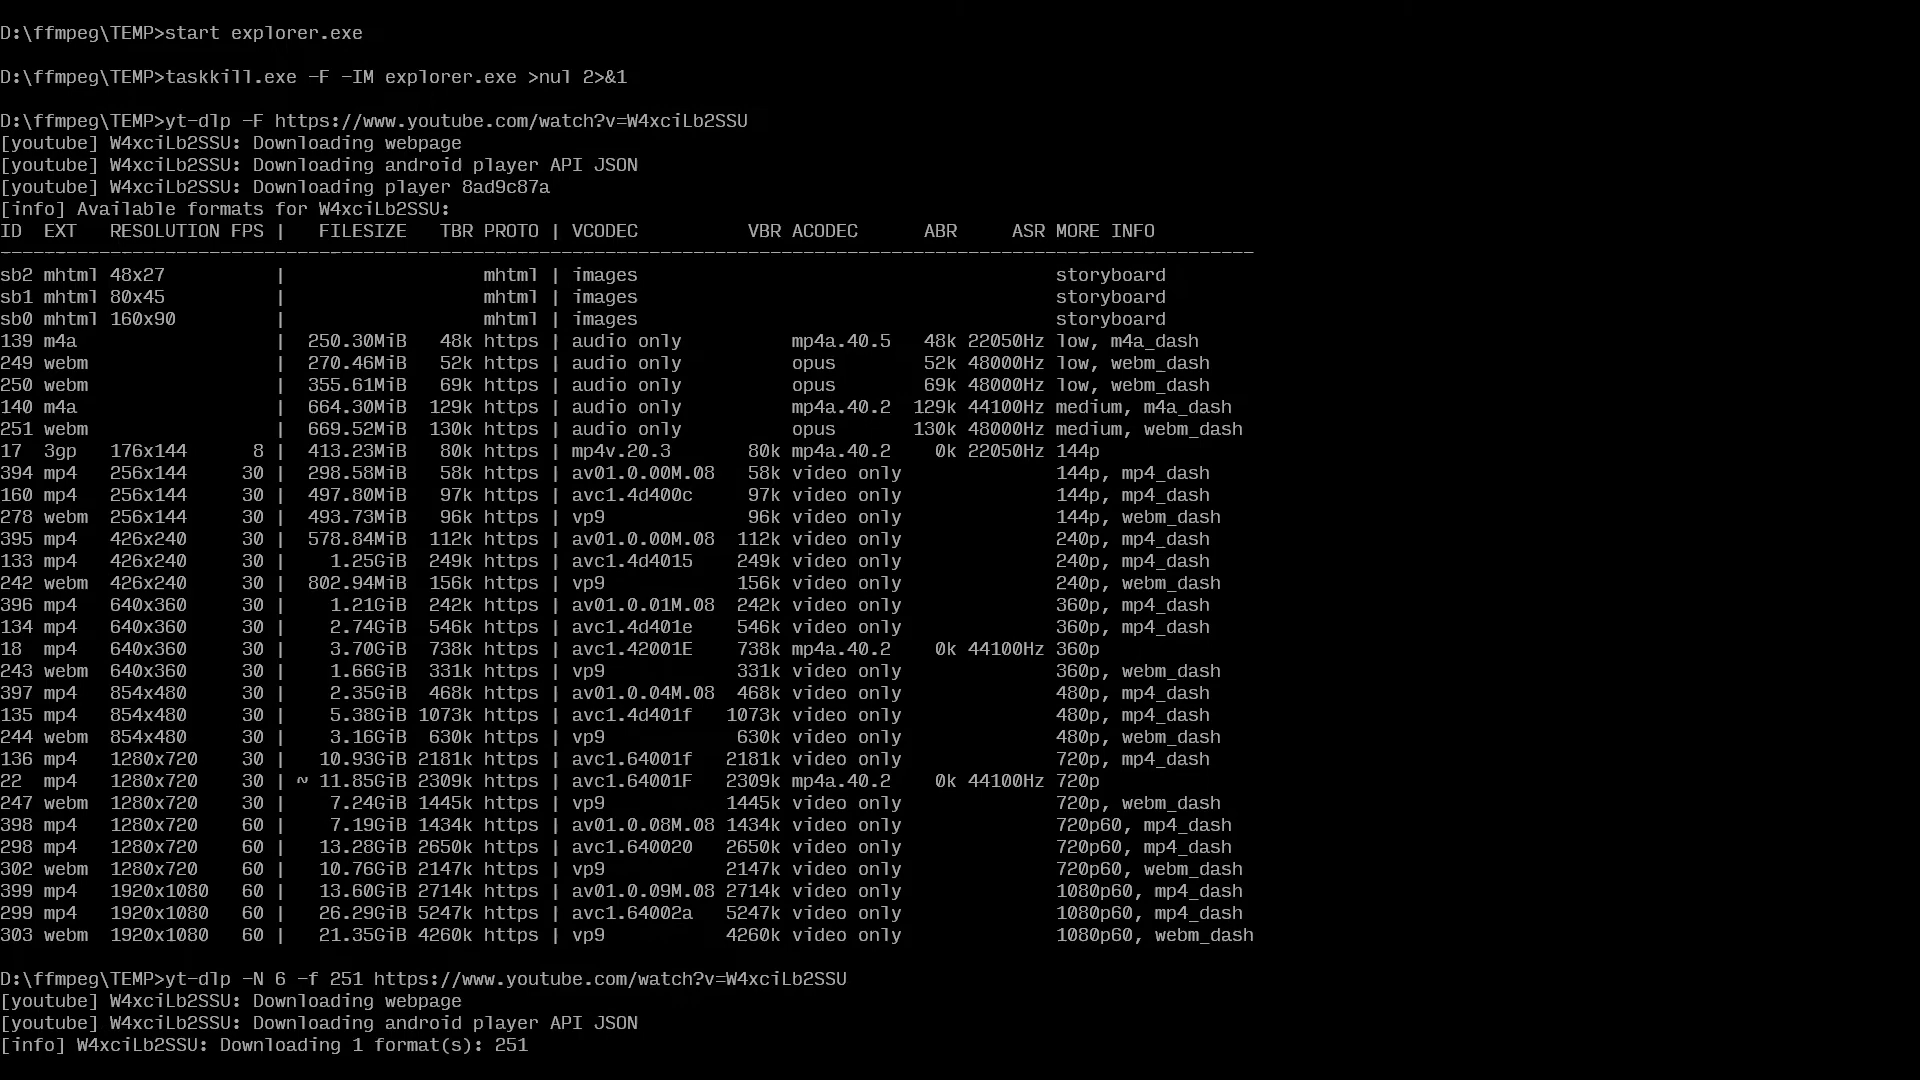 D:\ffmpeg\TEMP>start explorer.exe
D:\ffmpeg\TEMP>taskkill.exe -F -IM explorer.exe >nul 2>&1
D:\ffmpeg\TEMP>yt-dlp -F https://www.youtube.com/watch?v=W4xciLb2SSU
[youtube] W4xciLb2SSU: Downloading webpage
[youtube] W4xciLb2SSU: Downloading android player API JSON
[youtube] W4xciLb2SSU: Downloading player 8ad9c87a
[info] Available formats for W4xciLb2SSU:
ID  EXT   RESOLUTION FPS |   FILESIZE   TBR PROTO | VCODEC          VBR ACODEC      ABR     ASR MORE INFO
------------------------------------------------------------------------------------------------------------------
sb2 mhtml 48x27          |                  mhtml | images                                      storyboard
sb1 mhtml 80x45          |                  mhtml | images                                      storyboard
sb0 mhtml 160x90         |                  mhtml | images                                      storyboard
139 m4a                  |  250.30MiB   48k https | audio only          mp4a.40.5   48k 22050Hz low, m4a_dash
249 webm                 |  270.46MiB   52k https | audio only          opus        52k 48000Hz low, webm_dash
250 webm                 |  355.61MiB   69k https | audio only          opus        69k 48000Hz low, webm_dash
140 m4a                  |  664.30MiB  129k https | audio only          mp4a.40.2  129k 44100Hz medium, m4a_dash
251 webm                 |  669.52MiB  130k https | audio only          opus       130k 48000Hz medium, webm_dash
17  3gp   176x144      8 |  413.23MiB   80k https | mp4v.20.3       80k mp4a.40.2    0k 22050Hz 144p
394 mp4   256x144     30 |  298.58MiB   58k https | av01.0.00M.08   58k video only              144p, mp4_dash
160 mp4   256x144     30 |  497.80MiB   97k https | avc1.4d400c     97k video only              144p, mp4_dash
278 webm  256x144     30 |  493.73MiB   96k https | vp9             96k video only              144p, webm_dash
395 mp4   426x240     30 |  578.84MiB  112k https | av01.0.00M.08  112k video only              240p, mp4_dash
133 mp4   426x240     30 |    1.25GiB  249k https | avc1.4d4015    249k video only              240p, mp4_dash
242 webm  426x240     30 |  802.94MiB  156k https | vp9            156k video only              240p, webm_dash
396 mp4   640x360     30 |    1.21GiB  242k https | av01.0.01M.08  242k video only              360p, mp4_dash
134 mp4   640x360     30 |    2.74GiB  546k https | avc1.4d401e    546k video only              360p, mp4_dash
18  mp4   640x360     30 |    3.70GiB  738k https | avc1.42001E    738k mp4a.40.2    0k 44100Hz 360p
243 webm  640x360     30 |    1.66GiB  331k https | vp9            331k video only              360p, webm_dash
397 mp4   854x480     30 |    2.35GiB  468k https | av01.0.04M.08  468k video only              480p, mp4_dash
135 mp4   854x480     30 |    5.38GiB 1073k https | avc1.4d401f   1073k video only              480p, mp4_dash
244 webm  854x480     30 |    3.16GiB  630k https | vp9            630k video only              480p, webm_dash
136 mp4   1280x720    30 |   10.93GiB 2181k https | avc1.64001f   2181k video only              720p, mp4_dash
22  mp4   1280x720    30 | ~ 11.85GiB 2309k https | avc1.64001F   2309k mp4a.40.2    0k 44100Hz 720p
247 webm  1280x720    30 |    7.24GiB 1445k https | vp9           1445k video only              720p, webm_dash
398 mp4   1280x720    60 |    7.19GiB 1434k https | av01.0.08M.08 1434k video only              720p60, mp4_dash
298 mp4   1280x720    60 |   13.28GiB 2650k https | avc1.640020   2650k video only              720p60, mp4_dash
302 webm  1280x720    60 |   10.76GiB 2147k https | vp9           2147k video only              720p60, webm_dash
399 mp4   1920x1080   60 |   13.60GiB 2714k https | av01.0.09M.08 2714k video only              1080p60, mp4_dash
299 mp4   1920x1080   60 |   26.29GiB 5247k https | avc1.64002a   5247k video only              1080p60, mp4_dash
303 webm  1920x1080   60 |   21.35GiB 4260k https | vp9           4260k video only              1080p60, webm_dash
D:\ffmpeg\TEMP>yt-dlp -N 6 -f 251 https://www.youtube.com/watch?v=W4xciLb2SSU
[youtube] W4xciLb2SSU: Downloading webpage
[youtube] W4xciLb2SSU: Downloading android player API JSON
[info] W4xciLb2SSU: Downloading 1 format(s): 251